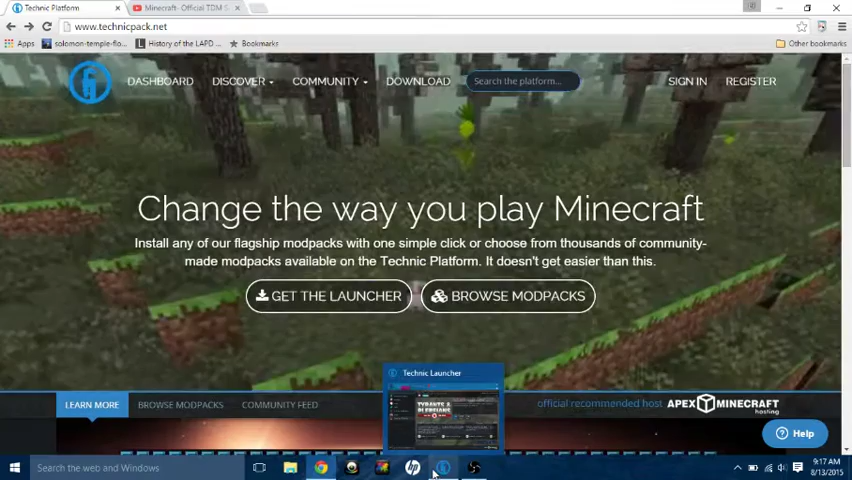 Technic Platform
Minecraft- Official TDM S
www.technicpack.net
Apps
solomon-temple-flo...
History of the LAPD
Bookmarks
Other bookmarks
DASHBOARD
DISCOVER
COMMUNITY
DOWNLOAD
Search the platform...
SIGN IN
REGISTER
Change the way you play Minecraft
Install any of our flagship modpacks with one simple click or choose from thousands of community-
made modpacks available on the Technic Platform. It doesn't get easier than this.
GET THE LAUNCHER
BROWSE MODPACKS
Technic Launcher
TYRANTS &
PLEBEIANS
LEARN MORE
BROWSE MODPACKS
COMMUNITY FEED
official recommended host APEX MINECRAFT
hosting
Help
Search the web and Windows
hp
9:17 AM
8/13/2015